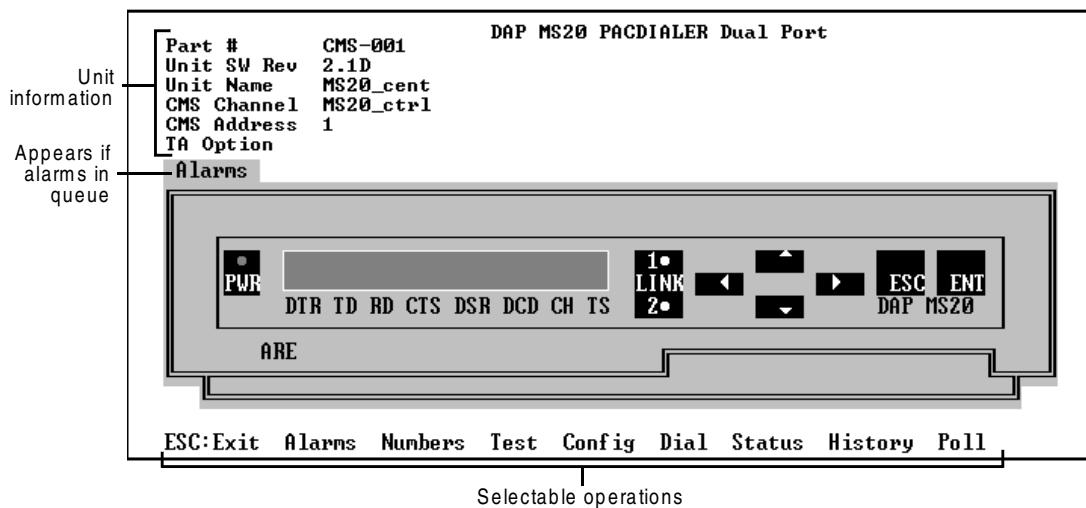 DAP MS20 PACDIALER Dual Port
Part # CMS-001
Unit SW Rev 2.1D
Unit Name MS20_cent
CMS Channel MS20_ctrl
CMS Address 1
TA Option
Unit
information
Appears if
alarms in
queue
Alarms
PWR
DTR TD RD CTS DSR DCD CH TS
1
LINK
2
ESC
ENT
DAP MS20
ARE
ESC:Exit Alarms Numbers Test Config Dial Status History Poll
Selectable operations